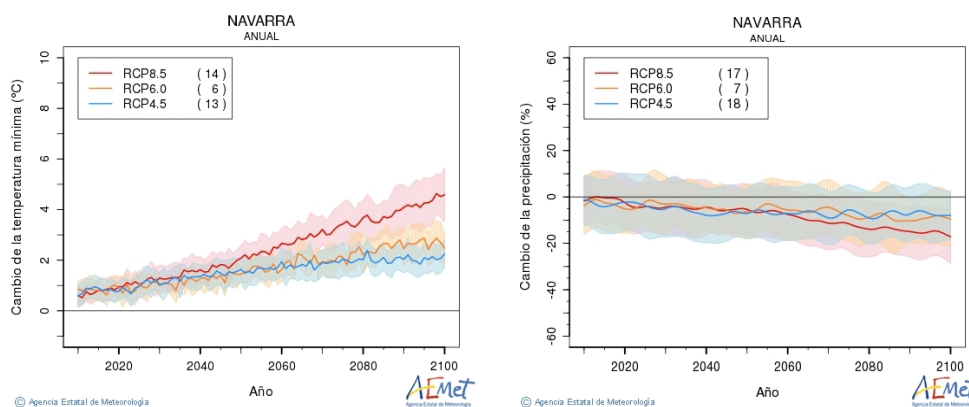 NAVARRA
ANUAL
Cambio de la temperatura mínima (ºC)
10
8
6
4
2
0
RCP8.5 ( 14 )
RCP6.0 ( 6 )
RCP4.5 ( 13 )
2020 2040 2060 2080 2100
Año
© Agencia Estatal de Meteorología
AEMet
Agencia Estatal de Meteorología
NAVARRA
ANUAL
Cambio de la precipitación (%)
60
40
20
0
-20
-40
-60
RCP8.5 ( 17 )
RCP6.0 ( 7 )
RCP4.5 ( 18 )
2020 2040 2060 2080 2100
Año
© Agencia Estatal de Meteorología
AEMet
Agencia Estatal de Meteorología